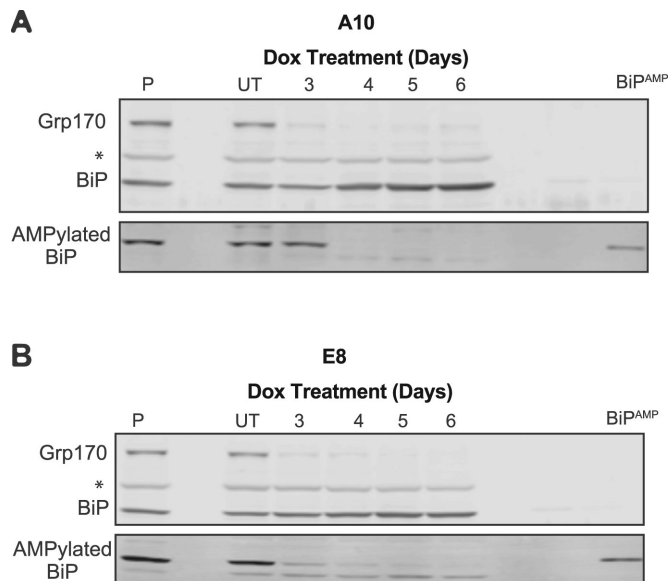 A
A10
Dox Treatment (Days)
P UT 3 4 5 6 BiPAMP
Grp170
*
BiP
AMPylated
BiP
B
E8
Dox Treatment (Days)
P UT 3 4 5 6 BiPAMP
Grp170
*
BiP
AMPylated
BiP